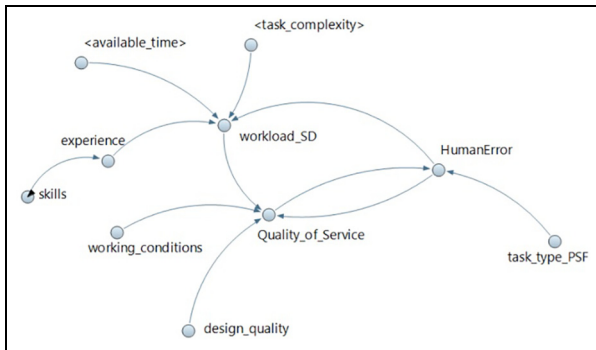 <available_time>
<task_complexity>
workload_SD
experience
HumanError
skills
Quality_of_Service
working_conditions
task_type_PSF
design_quality